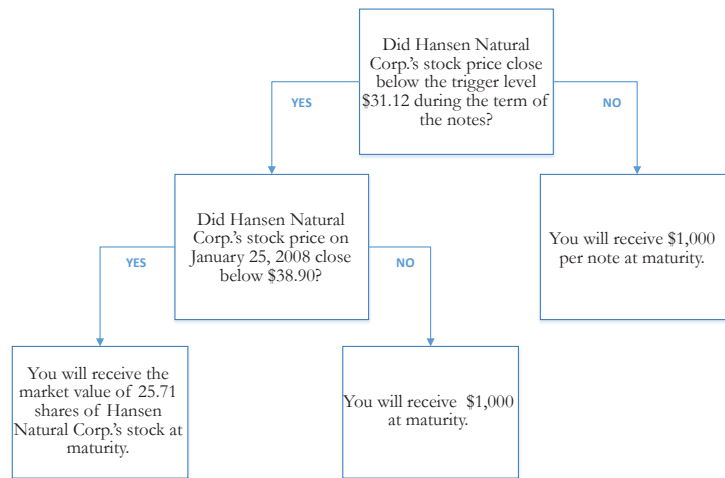 Did Hansen Natural
Corp.'s stock price close
below the trigger level
$31.12 during the term of
the notes?
YES
NO
Did Hansen Natural
Corp.'s stock price on
January 25, 2008 close
below $38.90?
You will receive $1,000
per note at maturity.
YES
NO
You will receive the
market value of 25.71
shares of Hansen
Natural Corp.'s stock at
maturity.
You will receive $1,000
at maturity.